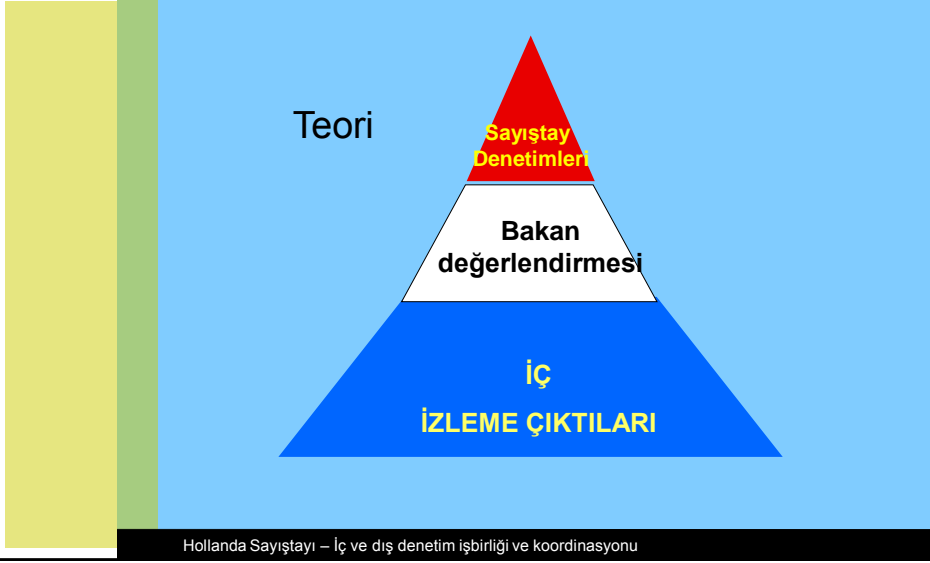 Teori
Sayıştay
Denetimleri
Bakan
değerlendirmesi
İÇ
İZLEME ÇIKTILARI
Hollanda Sayıştayı – İç ve dış denetim işbirliği ve koordinasyonu